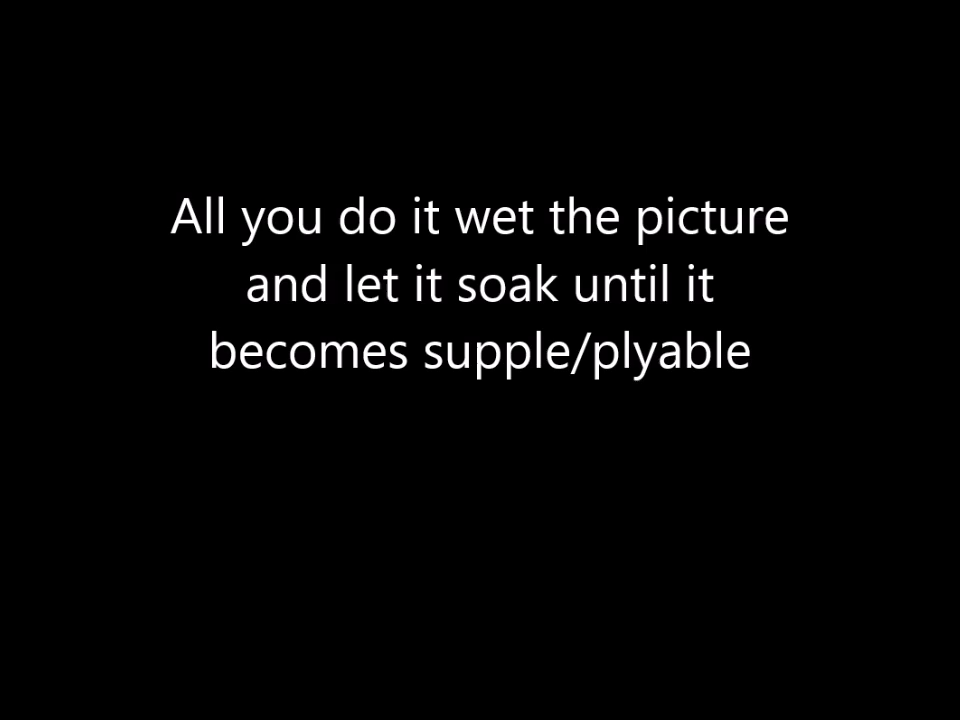 All you do it wet the picture
and let it soak until it
becomes supple/plyable